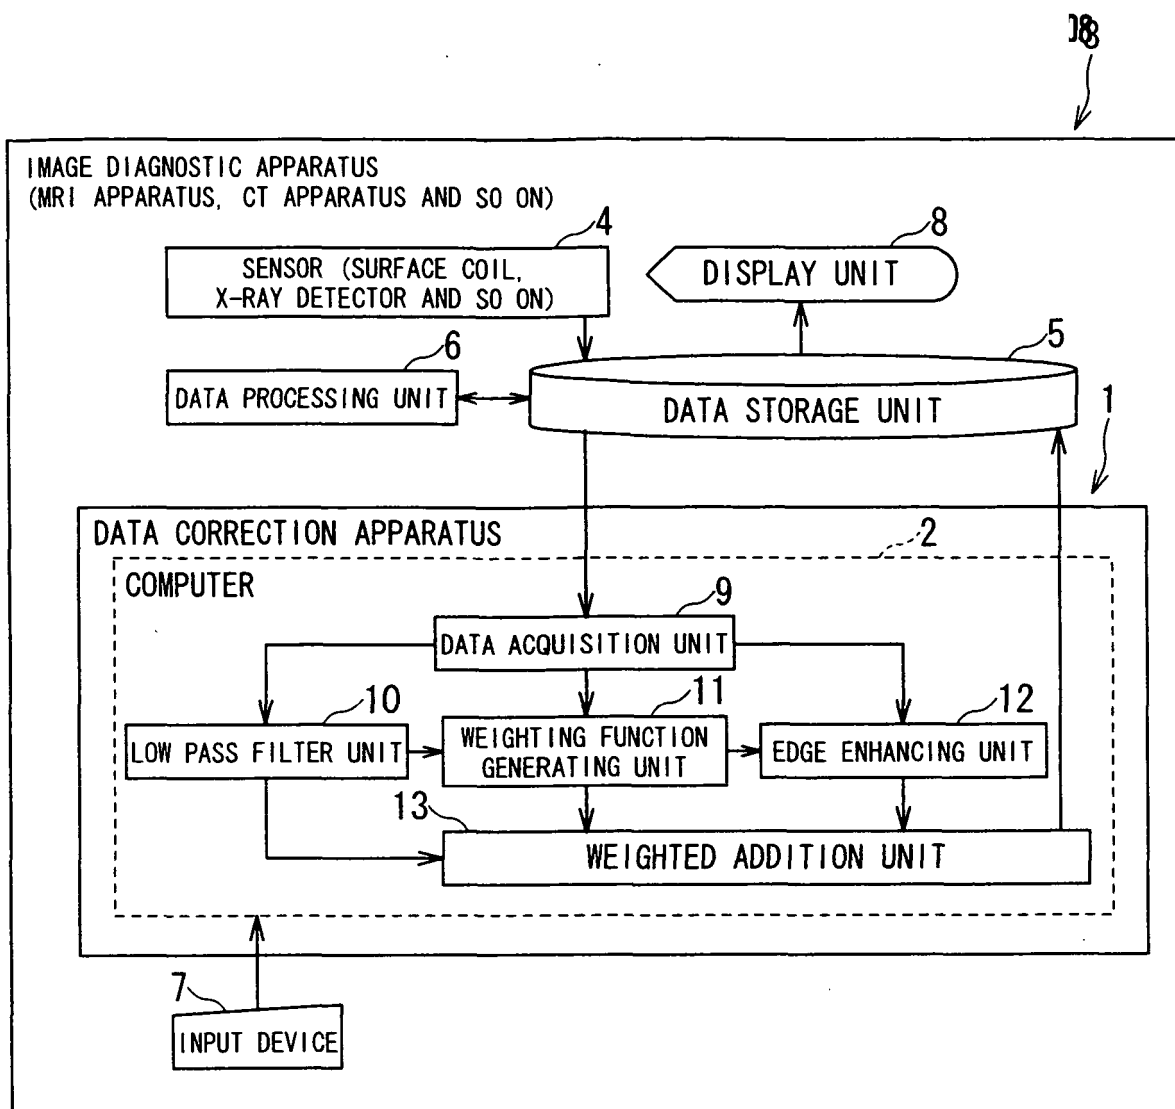 IMAGE DIAGNOSTIC APPARATUS
(MRI APPARATUS, CT APPARATUS AND SO ON)
4
SENSOR (SURFACE COIL,
X-RAY DETECTOR AND SO ON)
8
DISPLAY UNIT
6
DATA PROCESSING UNIT
5
DATA STORAGE UNIT
1
DATA CORRECTION APPARATUS
2
COMPUTER
9
DATA ACQUISITION UNIT
10
LOW PASS FILTER UNIT
11
WEIGHTING FUNCTION
GENERATING UNIT
12
EDGE ENHANCING UNIT
13
WEIGHTED ADDITION UNIT
7
INPUT DEVICE